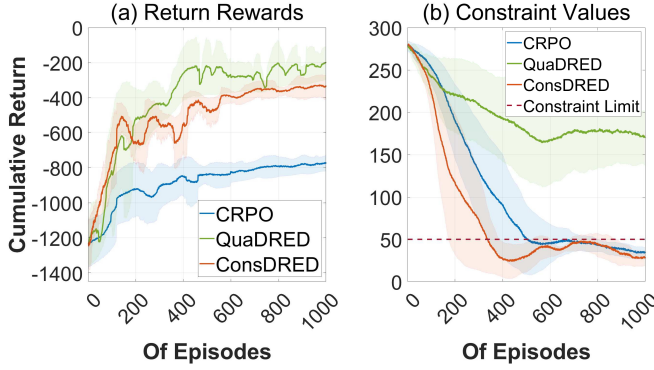 (a) Return Rewards
0
-200
-400
-600
-800
-1000
-1200
-1400
Cumulative Return
CRPO
QuaDRED
ConsDRED
0
200
400
600
800
1000
Of Episodes
(b) Constraint Values
300
250
200
150
100
50
0
CRPO
QuaDRED
ConsDRED
Constraint Limit
0
200
400
600
800
1000
Of Episodes